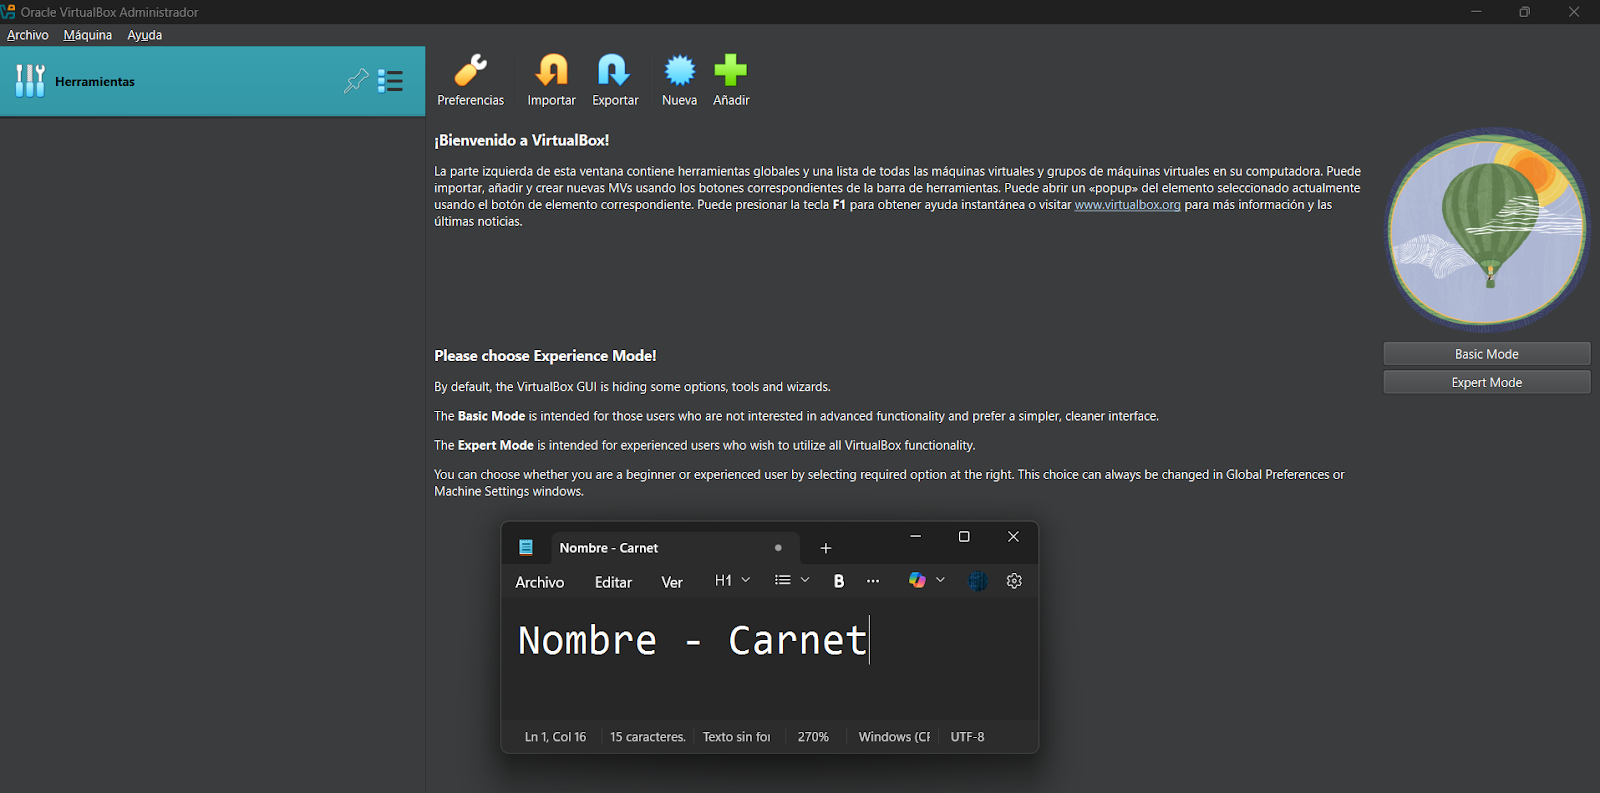 Oracle VirtualBox Administrador
Archivo Máquina Ayuda
Herramientas
Preferencias Importar Exportar Nueva Añadir
¡Bienvenido a VirtualBox!
La parte izquierda de esta ventana contiene herramientas globales y una lista de todas las máquinas virtuales y grupos de máquinas virtuales en su computadora. Puede
importar, añadir y crear nuevas MVs usando los botones correspondientes de la barra de herramientas. Puede abrir un «popup» del elemento seleccionado actualmente
usando el botón de elemento correspondiente. Puede presionar la tecla F1 para obtener ayuda instantánea o visitar www.virtualbox.org para más información y las
últimas noticias.
Please choose Experience Mode!
By default, the VirtualBox GUI is hiding some options, tools and wizards.
The Basic Mode is intended for those users who are not interested in advanced functionality and prefer a simpler, cleaner interface.
The Expert Mode is intended for experienced users who wish to utilize all VirtualBox functionality.
You can choose whether you are a beginner or experienced user by selecting required option at the right. This choice can always be changed in Global Preferences or
Machine Settings windows.
Basic Mode
Expert Mode
Nombre - Carnet
Archivo Editar Ver H1 B
Nombre - Carnet
Ln 1, Col 16 15 caracteres. Texto sin for 270% Windows (CF UTF-8